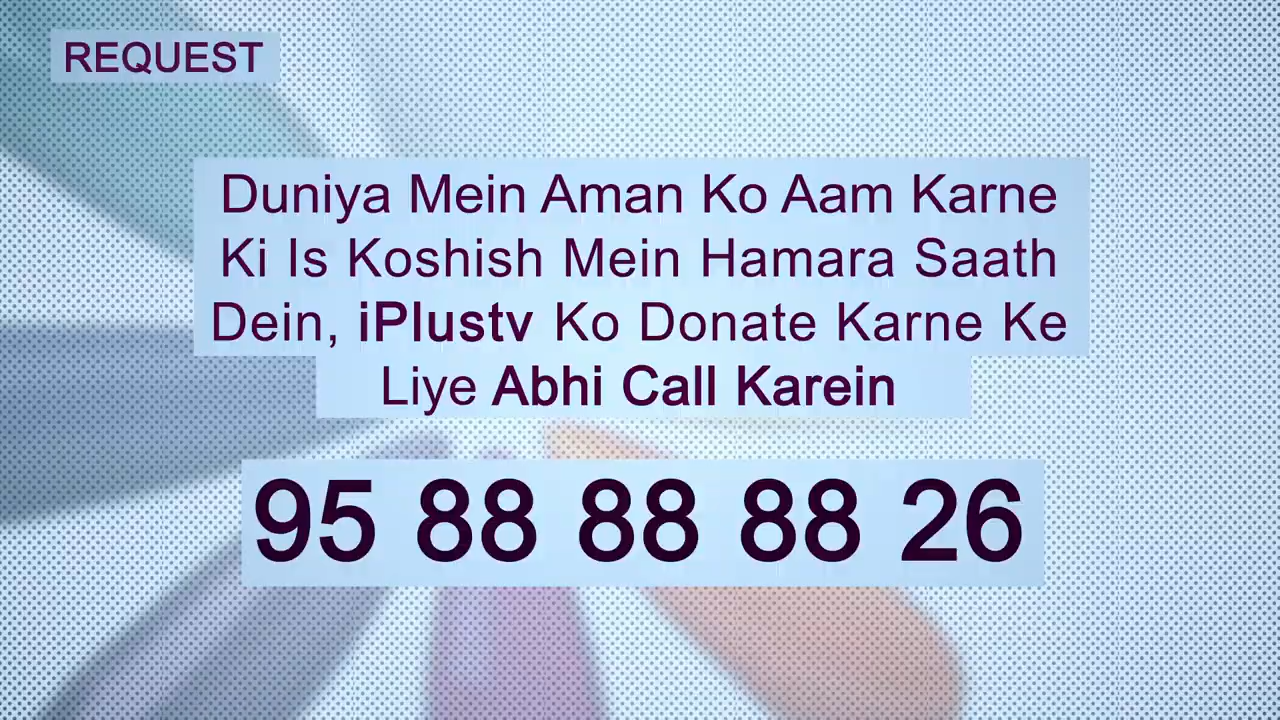 REQUEST
Duniya Mein Aman Ko Aam Karne
Ki Is Koshish Mein Hamara Saath
Dein, iPlustv Ko Donate Karne Ke
Liye Abhi Call Karein
95 88 88 88 26